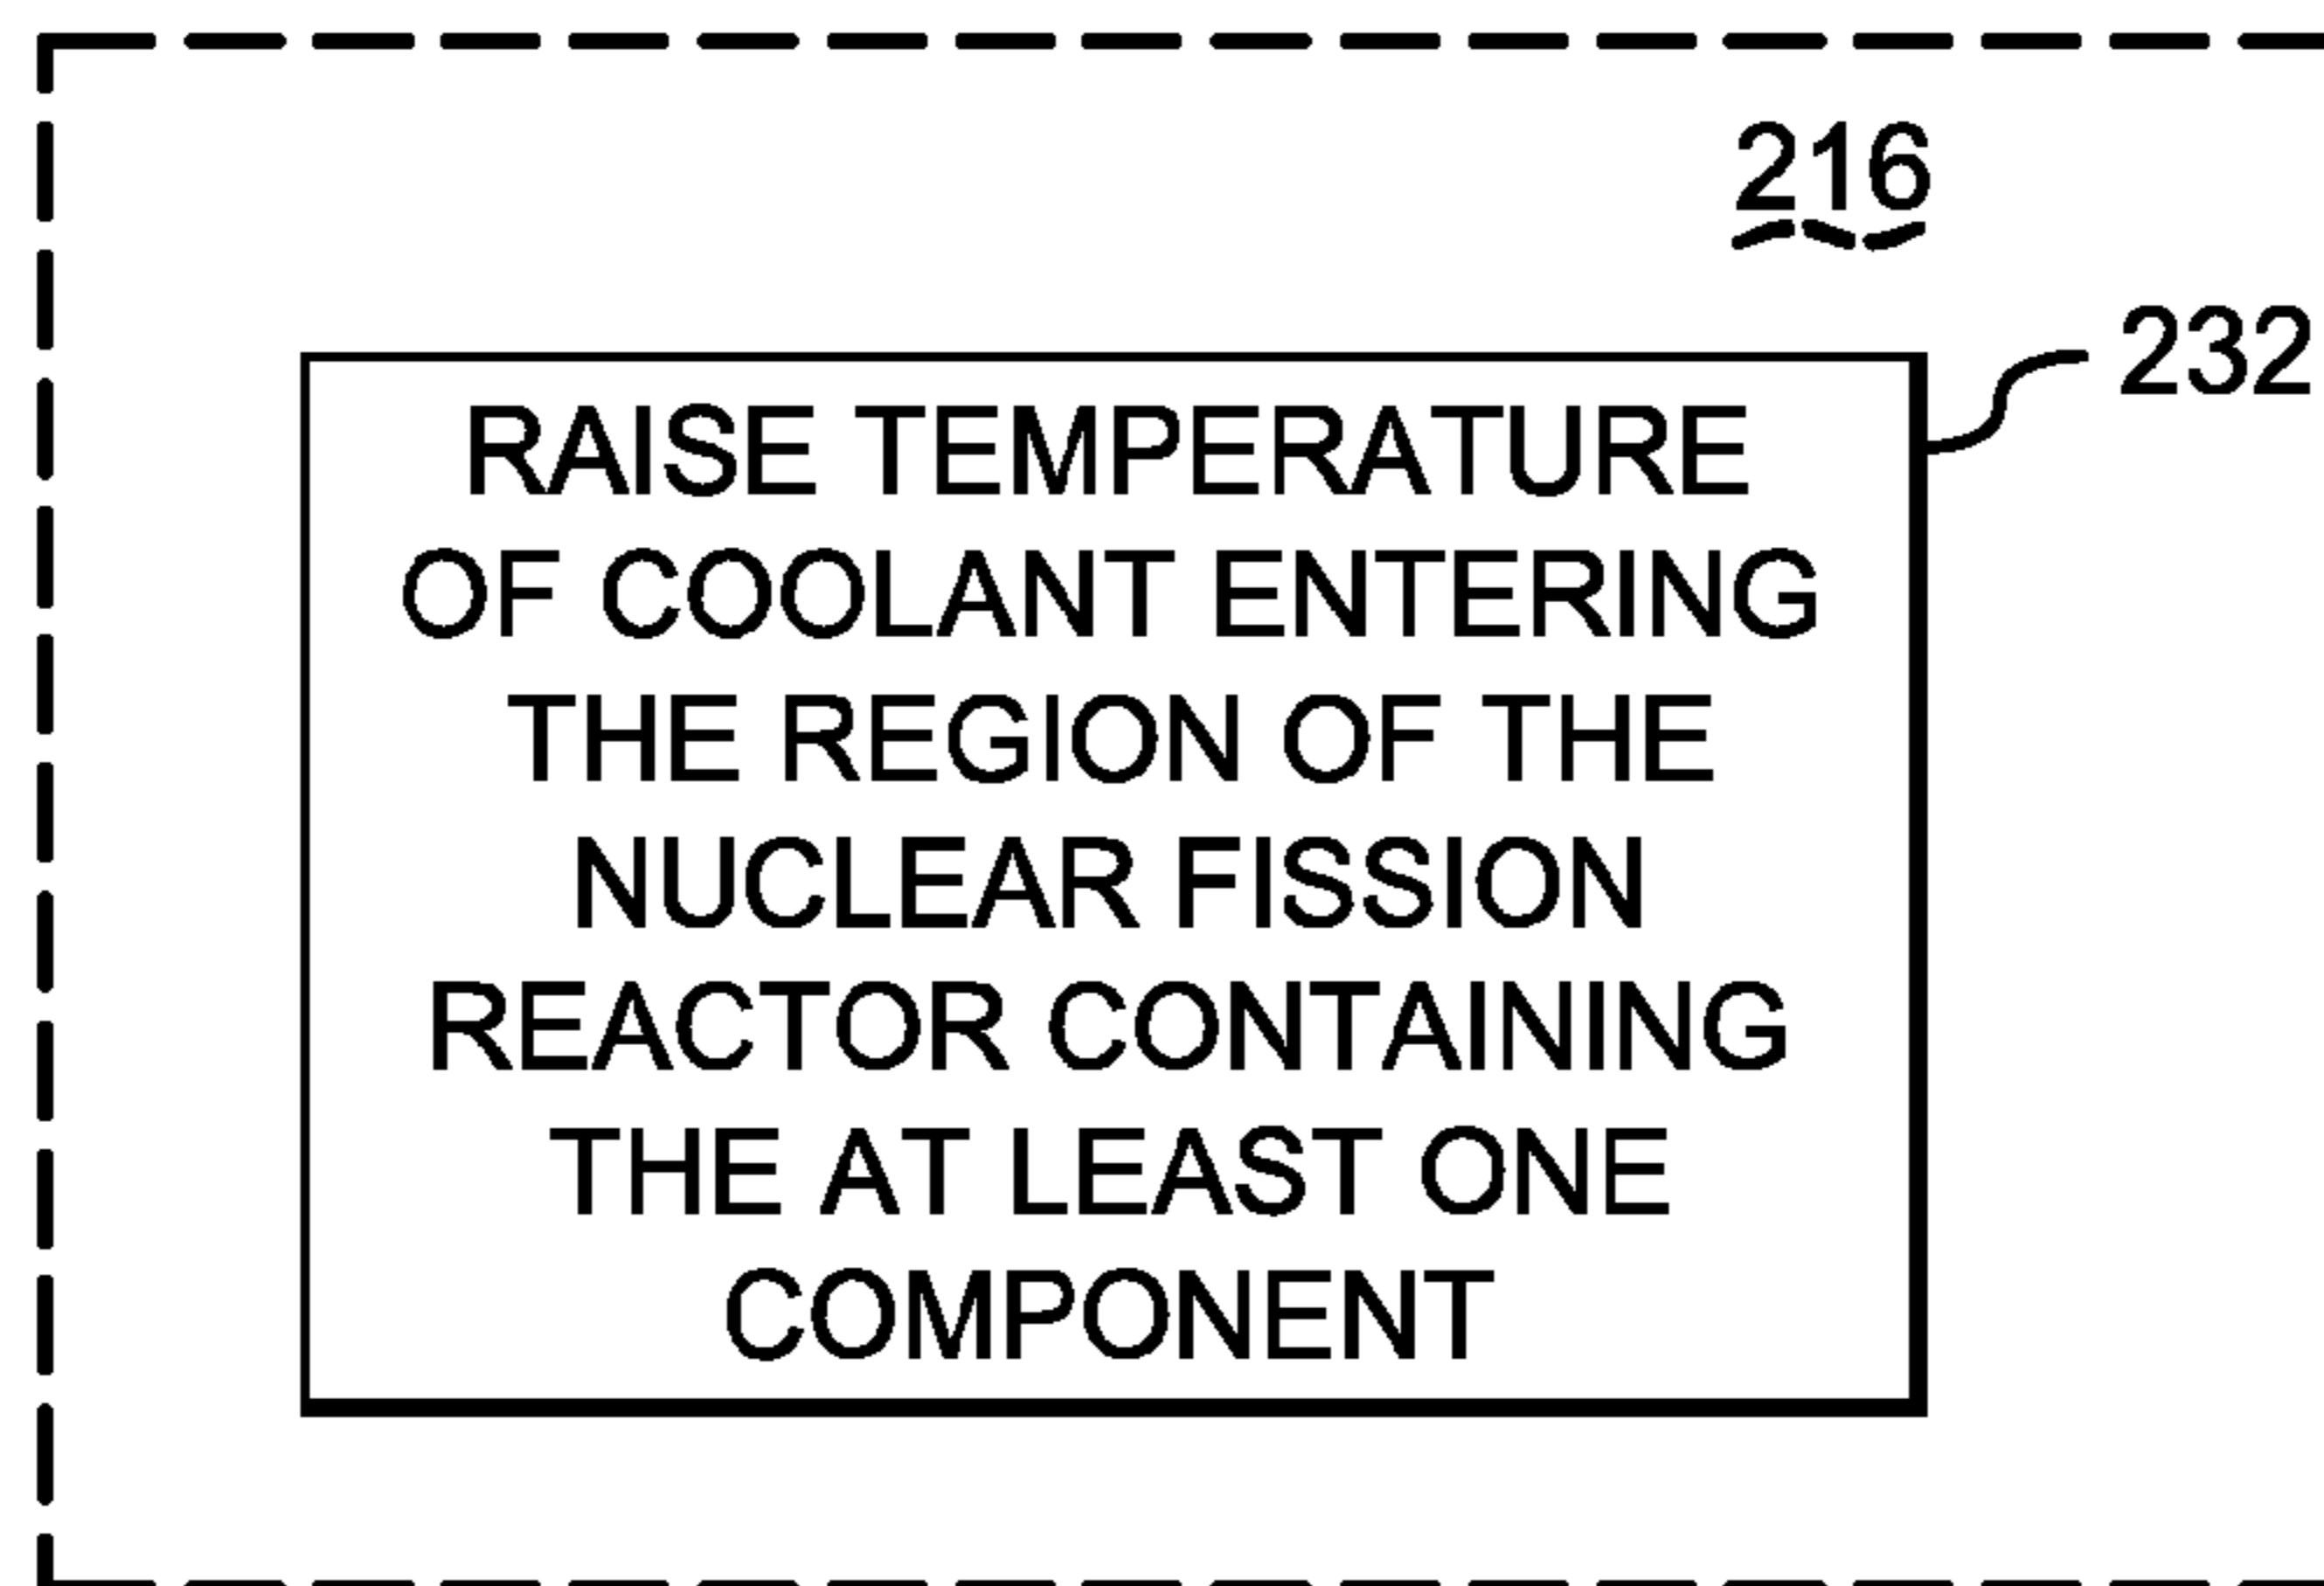 216
232
RAISE TEMPERATURE
OF COOLANT ENTERING
THE REGION OF THE
NUCLEAR FISSION
REACTOR CONTAINING
THE AT LEAST ONE
COMPONENT